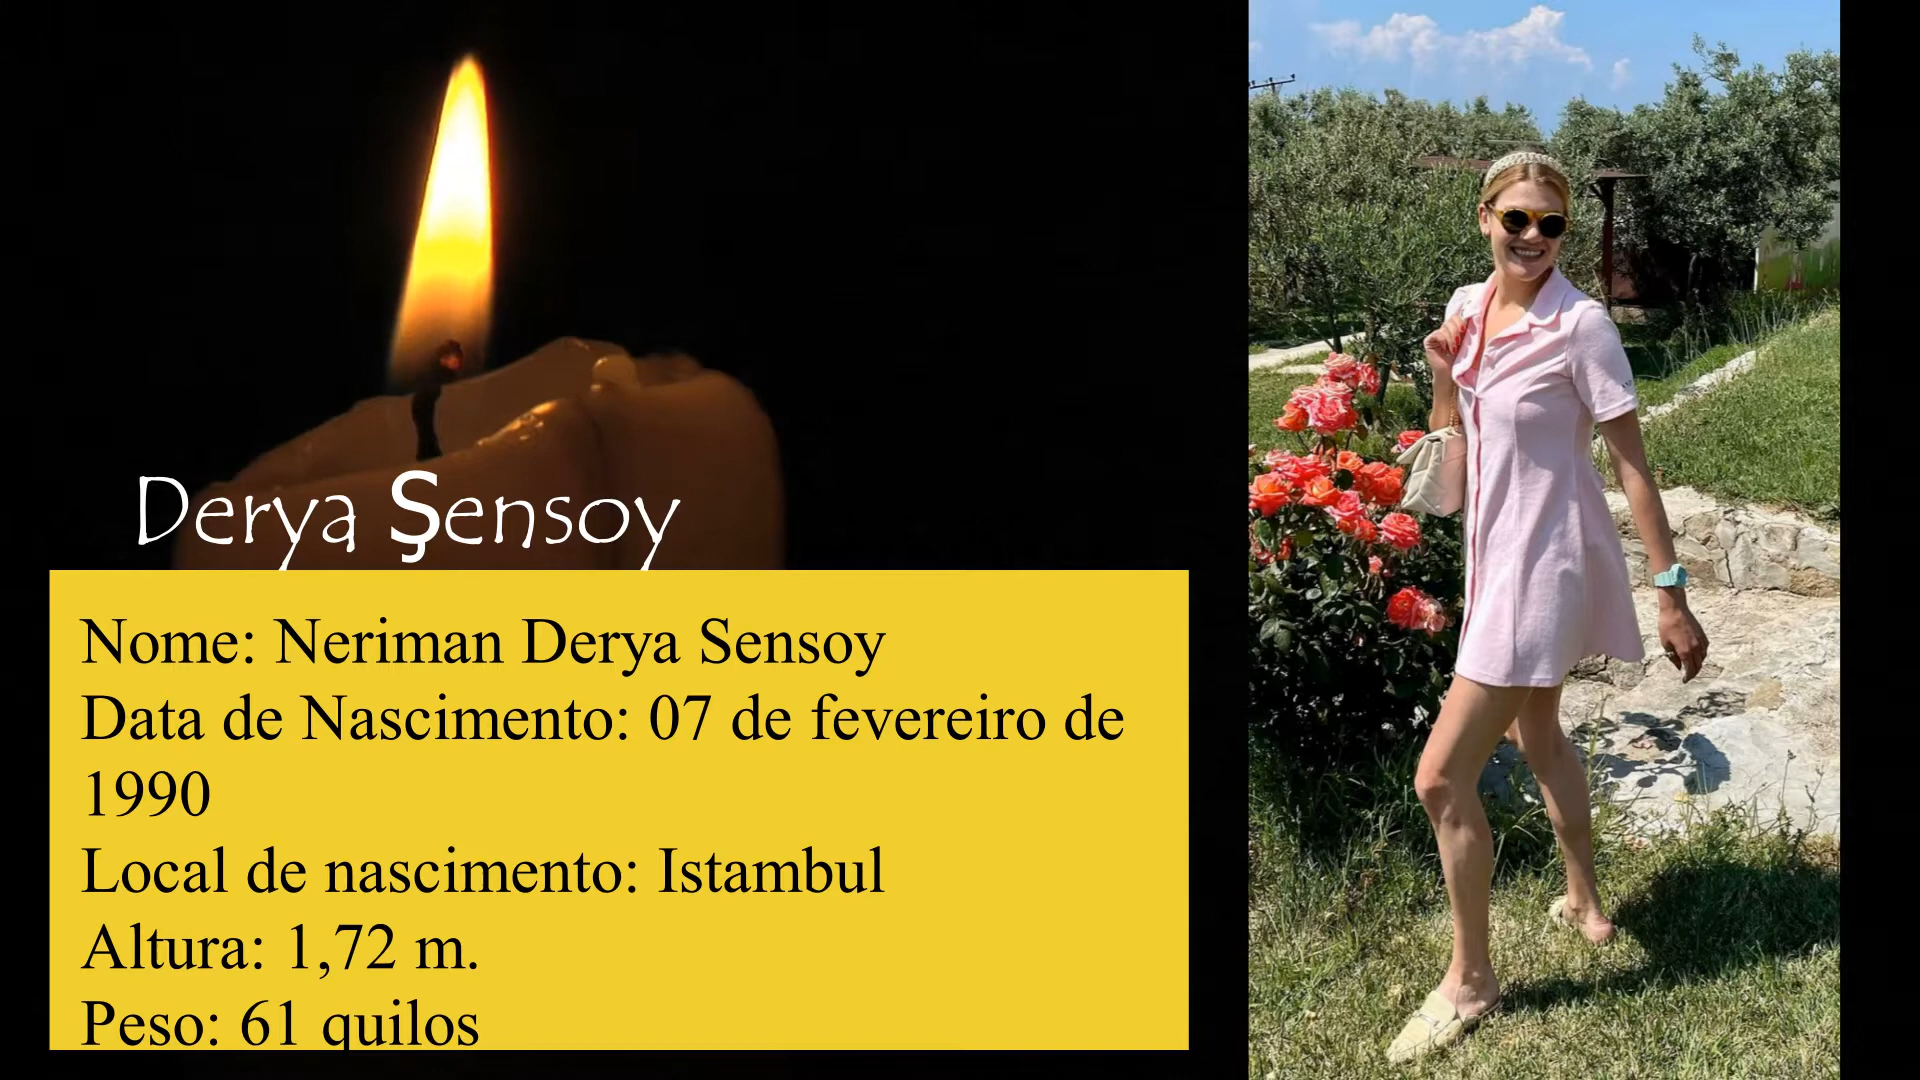 Derya Şensoy
Nome: Neriman Derya Sensoy
Data de Nascimento: 07 de fevereiro de
1990
Local de nascimento: Istambul
Altura: 1,72 m.
Peso: 61 quilos